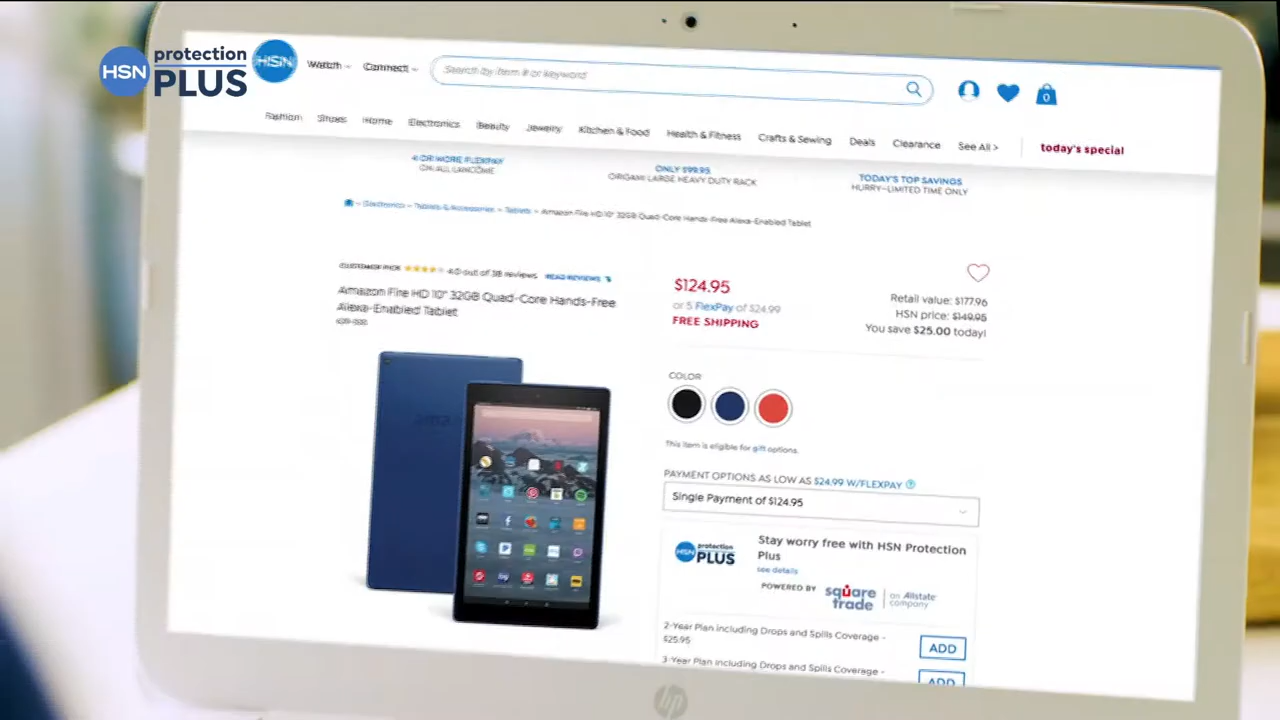 HSN protection PLUS
HSN
Watch
Connect
Search by item # or keyword
0
Fashion Shoes Home Electronics Beauty Jewelry Kitchen & Food Health & Fitness Crafts & Sewing Deals Clearance See All > today's special
4 OR MORE FLEXPAY
ON ALL LANCÔME
ONLY $99.95
ORIGAMI LARGE HEAVY DUTY RACK
TODAY'S TOP SAVINGS
HURRY–LIMITED TIME ONLY
Electronics Tablets & Accessories Tablets Amazon Fire HD 10" 32GB Quad-Core Hands-Free Alexa-Enabled Tablet
CUSTOMER PICK 4.0 out of 38 reviews READ REVIEWS
Amazon Fire HD 10" 32GB Quad-Core Hands-Free
Alexa-Enabled Tablet
$124.95
or 5 FlexPay of $24.99
FREE SHIPPING
Retail value: $177.96
HSN price: $149.95
You save $25.00 today!
COLOR
This item is eligible for gift options.
PAYMENT OPTIONS AS LOW AS $24.99 W/FLEXPAY ?
Single Payment of $124.95
HSN protection PLUS
Stay worry free with HSN Protection
Plus
see details
POWERED BY square trade | an Allstate company
2-Year Plan including Drops and Spills Coverage -
$25.95
ADD
3-Year Plan including Drops and Spills Coverage -
ADD
hp